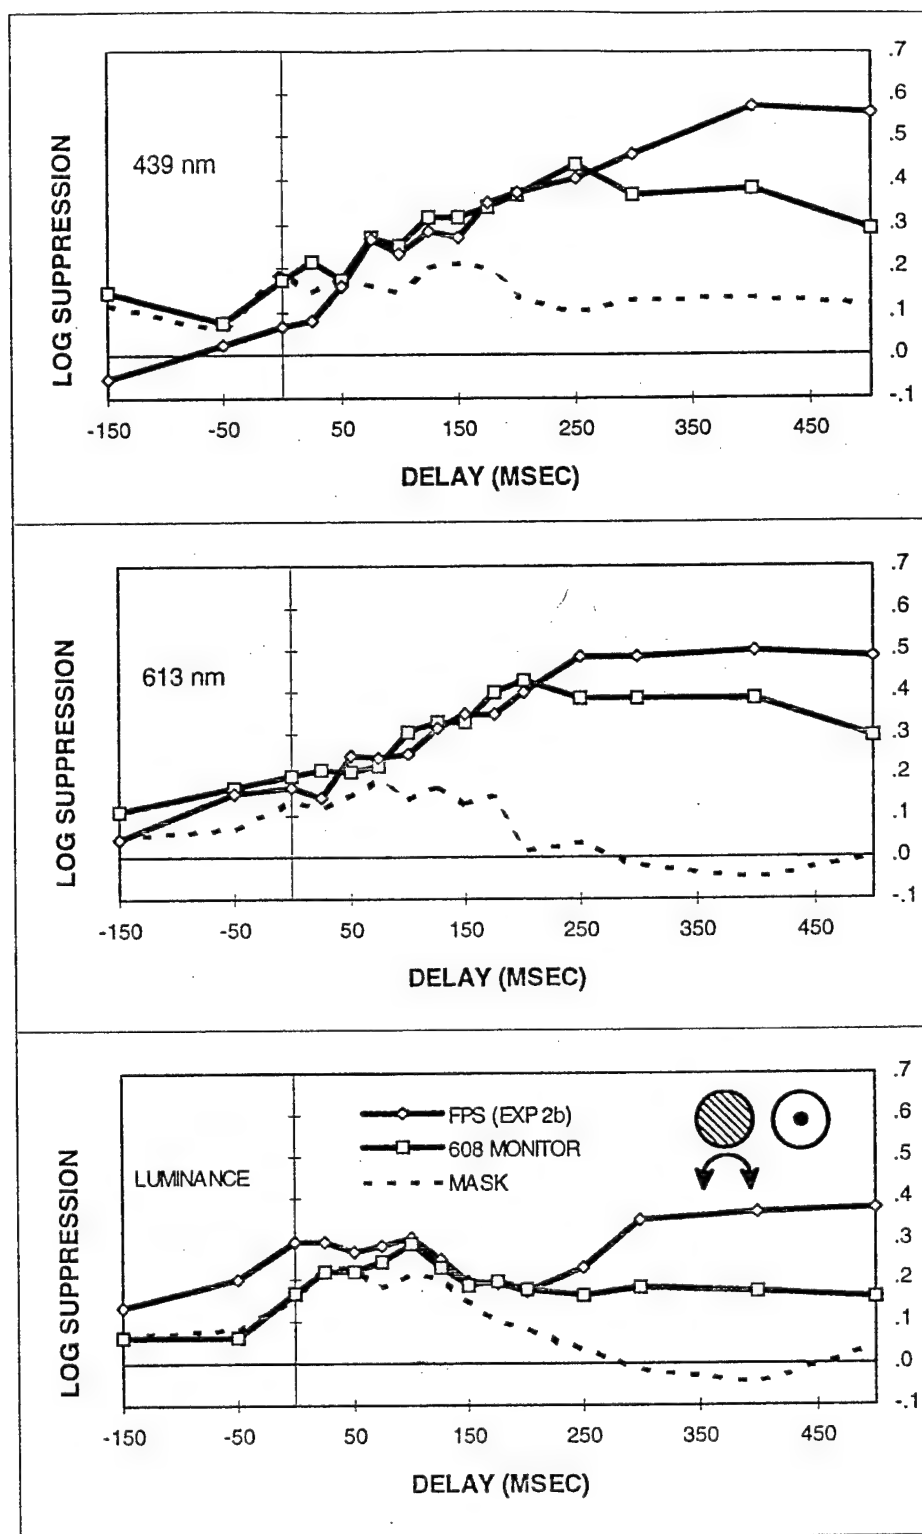 .7
.6
.5
.4
.3
.2
.1
.0
-.1
LOG SUPPRESSION
439 nm
-150 -50 50 150 250 350 450
DELAY (MSEC)
.7
.6
.5
.4
.3
.2
.1
.0
-.1
LOG SUPPRESSION
613 nm
-150 -50 50 150 250 350 450
DELAY (MSEC)
.7
.6
.5
.4
.3
.2
.1
.0
-.1
LOG SUPPRESSION
LUMINANCE
FPS (EXP 2b)
608 MONITOR
MASK
-150 -50 50 150 250 350 450
DELAY (MSEC)